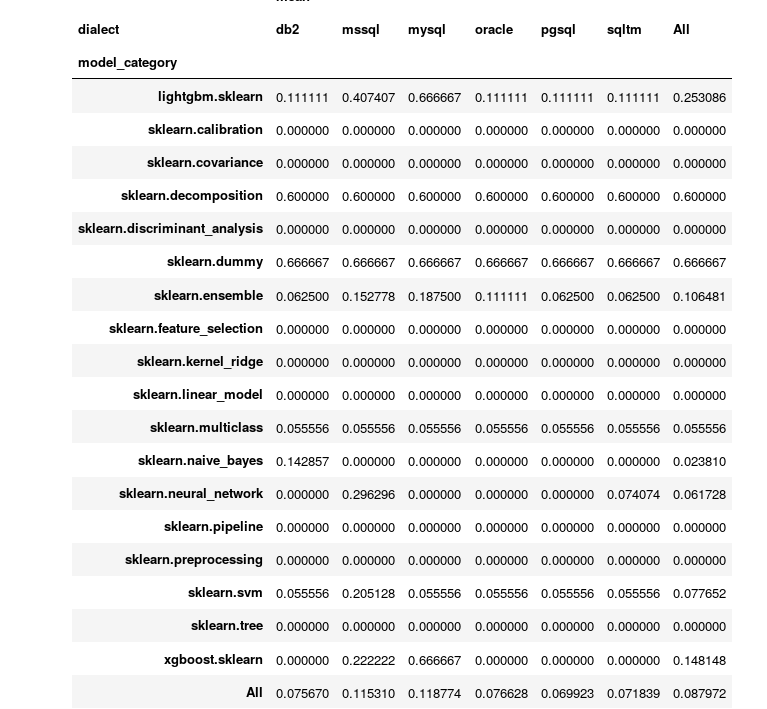 mean
dialect db2 mssql mysql oracle pgsql sqltm All
model_category
lightgbm.sklearn 0.111111 0.407407 0.666667 0.111111 0.111111 0.111111 0.253086
sklearn.calibration 0.000000 0.000000 0.000000 0.000000 0.000000 0.000000 0.000000
sklearn.covariance 0.000000 0.000000 0.000000 0.000000 0.000000 0.000000 0.000000
sklearn.decomposition 0.600000 0.600000 0.600000 0.600000 0.600000 0.600000 0.600000
sklearn.discriminant_analysis 0.000000 0.000000 0.000000 0.000000 0.000000 0.000000 0.000000
sklearn.dummy 0.666667 0.666667 0.666667 0.666667 0.666667 0.666667 0.666667
sklearn.ensemble 0.062500 0.152778 0.187500 0.111111 0.062500 0.062500 0.106481
sklearn.feature_selection 0.000000 0.000000 0.000000 0.000000 0.000000 0.000000 0.000000
sklearn.kernel_ridge 0.000000 0.000000 0.000000 0.000000 0.000000 0.000000 0.000000
sklearn.linear_model 0.000000 0.000000 0.000000 0.000000 0.000000 0.000000 0.000000
sklearn.multiclass 0.055556 0.055556 0.055556 0.055556 0.055556 0.055556 0.055556
sklearn.naive_bayes 0.142857 0.000000 0.000000 0.000000 0.000000 0.000000 0.023810
sklearn.neural_network 0.000000 0.296296 0.000000 0.000000 0.000000 0.074074 0.061728
sklearn.pipeline 0.000000 0.000000 0.000000 0.000000 0.000000 0.000000 0.000000
sklearn.preprocessing 0.000000 0.000000 0.000000 0.000000 0.000000 0.000000 0.000000
sklearn.svm 0.055556 0.205128 0.055556 0.055556 0.055556 0.055556 0.077652
sklearn.tree 0.000000 0.000000 0.000000 0.000000 0.000000 0.000000 0.000000
xgboost.sklearn 0.000000 0.222222 0.666667 0.000000 0.000000 0.000000 0.148148
All 0.075670 0.115310 0.118774 0.076628 0.069923 0.071839 0.087972